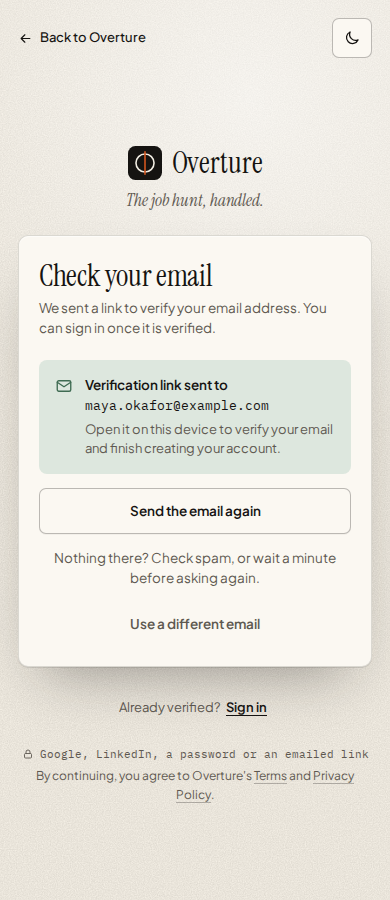 ← Back to Overture
Overture
The job hunt, handled.
Check your email
We sent a link to verify your email address. You
can sign in once it is verified.
Verification link sent to
maya.okafor@example.com
Open it on this device to verify your email
and finish creating your account.
Send the email again
Nothing there? Check spam, or wait a minute
before asking again.
Use a different email
Already verified? Sign in
Google, LinkedIn, a password or an emailed link
By continuing, you agree to Overture's Terms and Privacy
Policy.